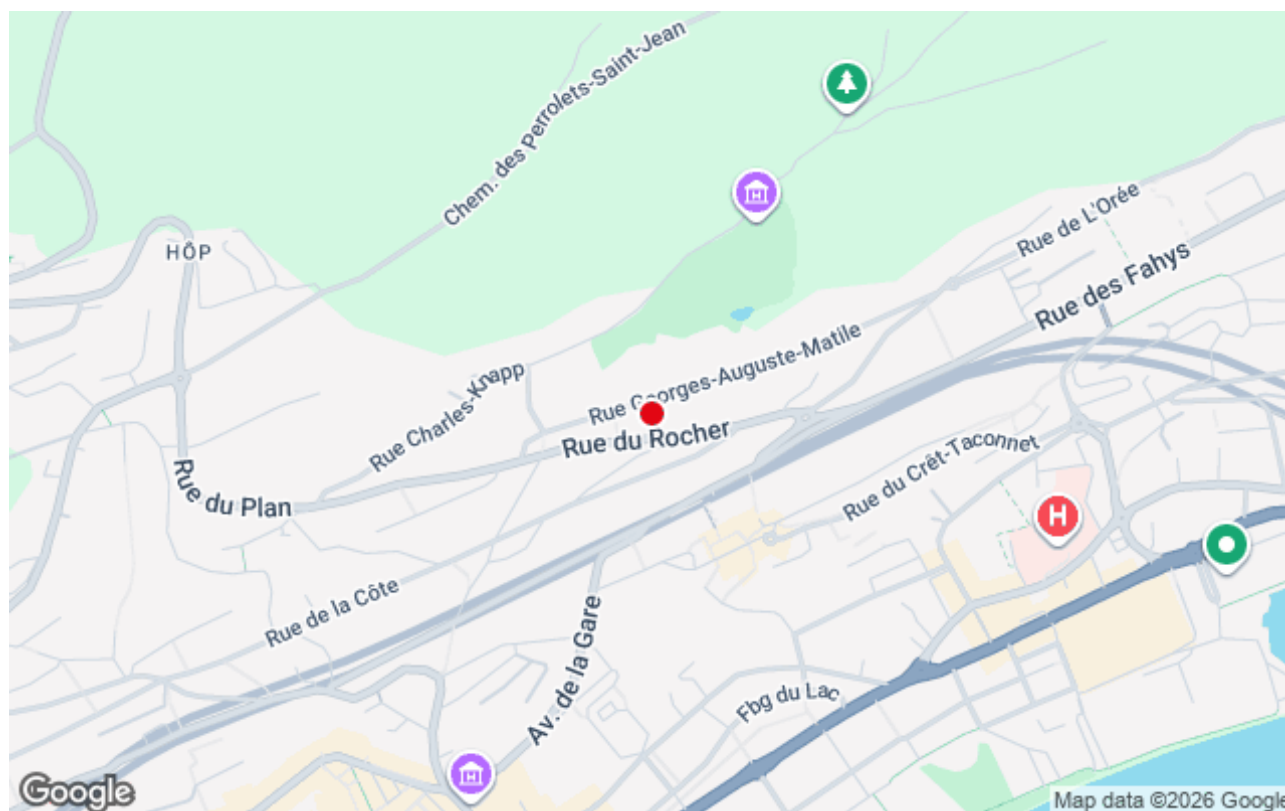 Chem. des Perrolets-Saint-Jean
HÔP
Rue de L'Orée
Rue des Fahys
Rue Georges-Auguste-Matile
Rue Charles-Knapp
Rue du Rocher
Rue du Crêt-Taconnet
Rue du Plan
H
Rue de la Côte
Av. de la Gare
Fbg du Lac
Google
Map data ©2026 Google